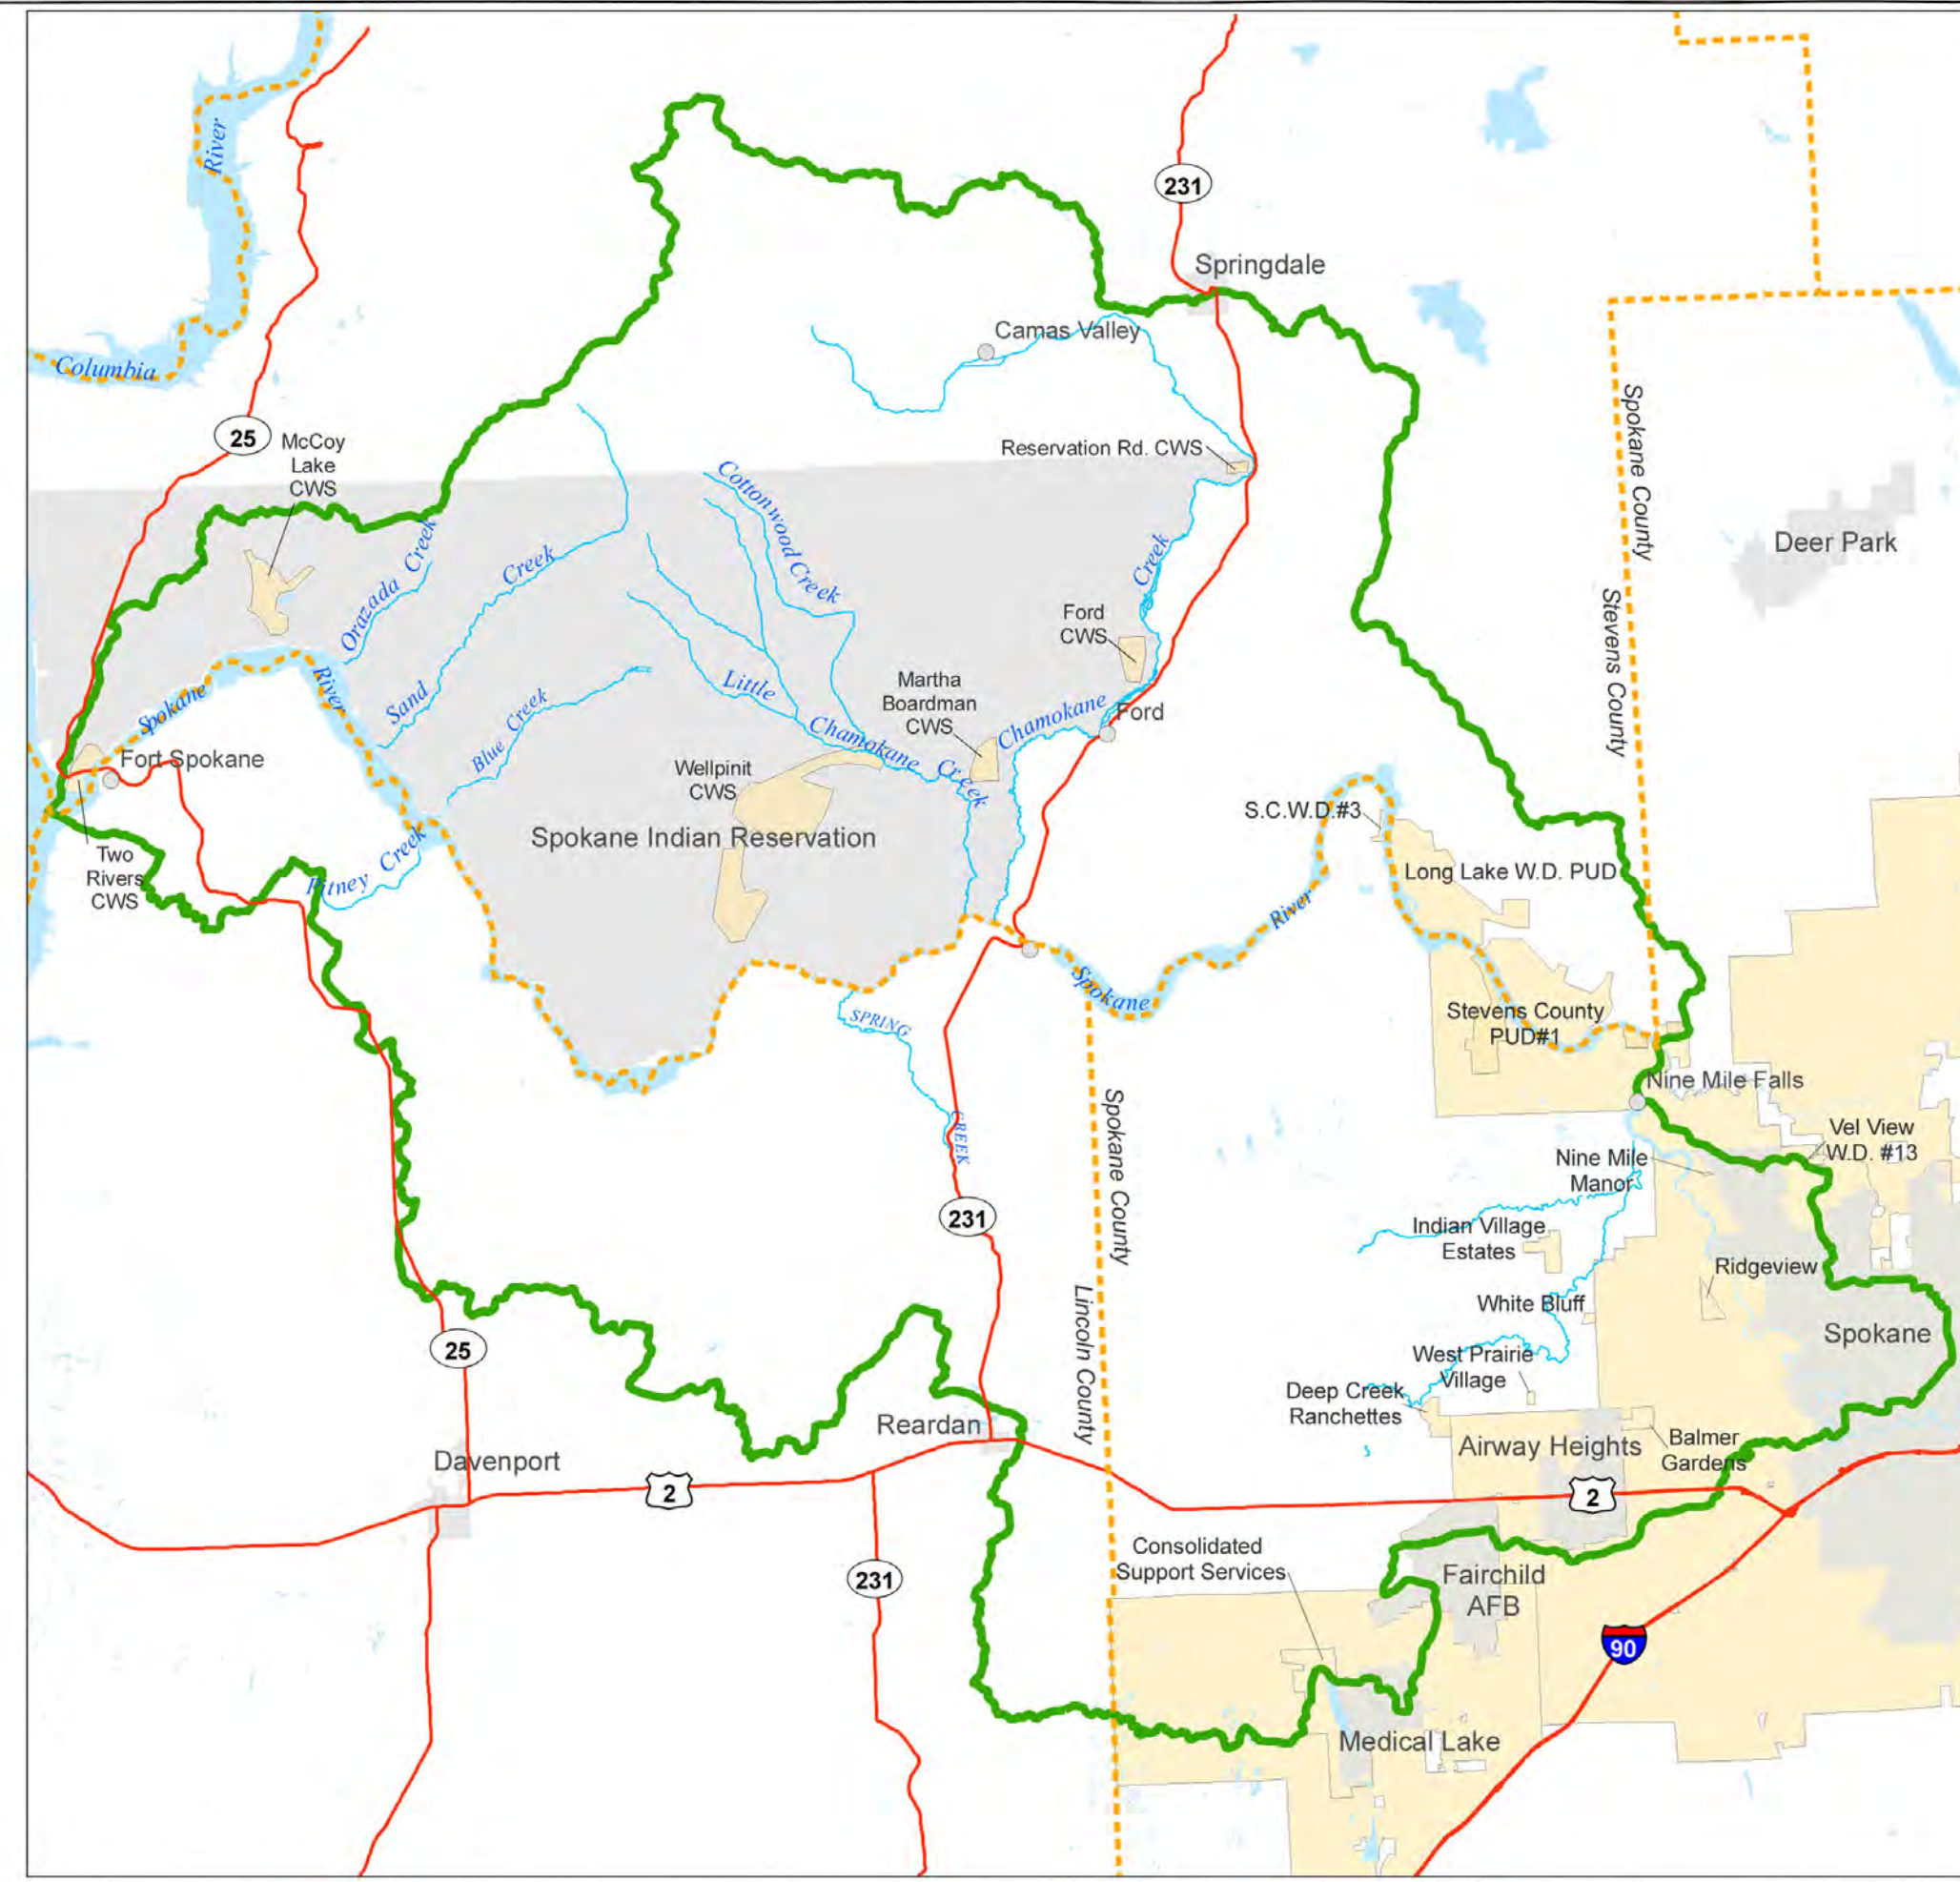 River
231
Springdale
Camas Valley
Columbia
25
McCoy
Lake
CWS
Reservation Rd. CWS
Spokane County
Stevens County
Deer Park
Cottonwood Creek
Orazada Creek
Sand Creek
Creek
Ford
CWS
Martha
Boardman
CWS
Little Chamokane Creek
Chamokane
Ford
Spokane
River
Blue Creek
Fort Spokane
Wellpinit
CWS
Spokane Indian Reservation
S.C.W.D.#3
Two
Rivers
CWS
Pitney Creek
Long Lake W.D. PUD
River
Spokane
SPRING
CREEK
Stevens County
PUD#1
Nine Mile Falls
Vel View
W.D. #13
Nine Mile
Manor
Spokane County
Lincoln County
231
Indian Village
Estates
Ridgeview
White Bluff
Spokane
West Prairie
Village
25
Deep Creek
Ranchettes
Reardan
Airway Heights
Balmer
Gardens
Davenport
2
2
Consolidated
Support Services
Fairchild
AFB
231
90
Medical Lake